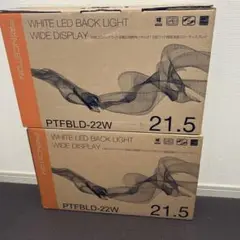 WHITE LED BACK LIGHT
WIDE DISPLAY
PTFBLD-22W
21.5
WHITE LED BACK LIGHT
WIDE DISPLAY
PTFBLD-22W
21.5